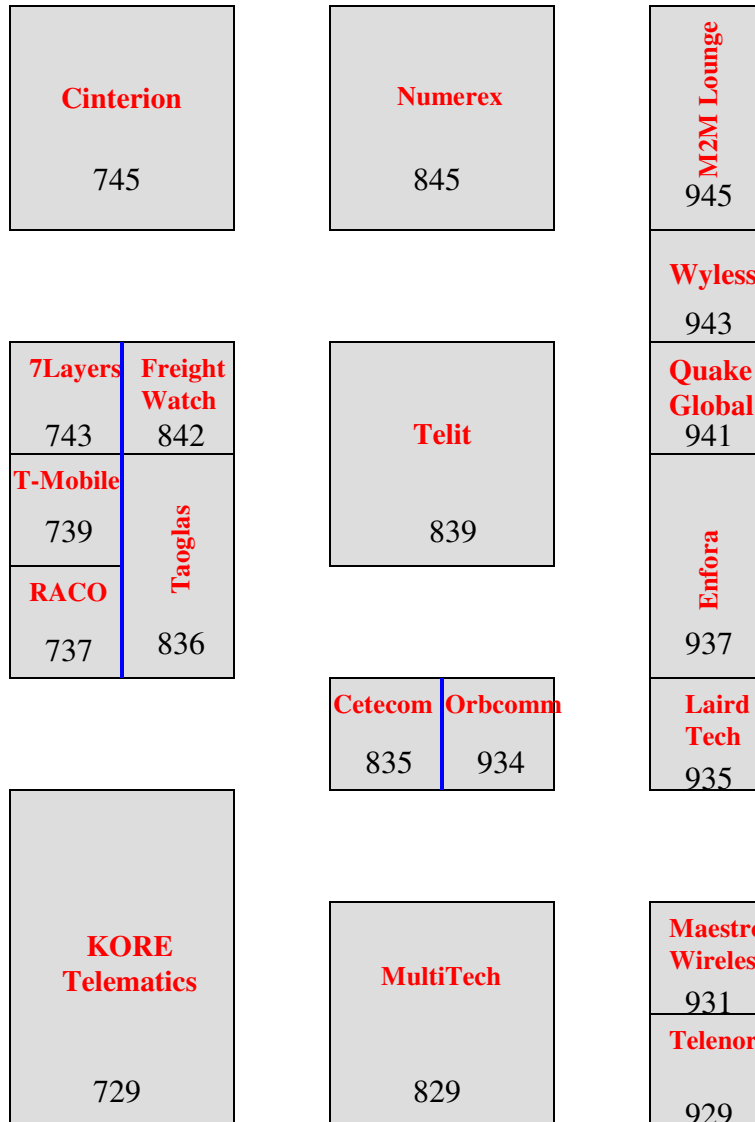 Cinterion
745
Numerex
845
M2M Lounge
945
Wyless
943
7Layers
743
Freight
Watch
842
Telit
839
Quake
Global
941
T-Mobile
739
Taoglas
836
RACO
737
Enfora
937
Cetecom
835
Orbcomm
934
Laird
Tech
935
KORE
Telematics
729
MultiTech
829
Maestro
Wireles
931
Telenor
929